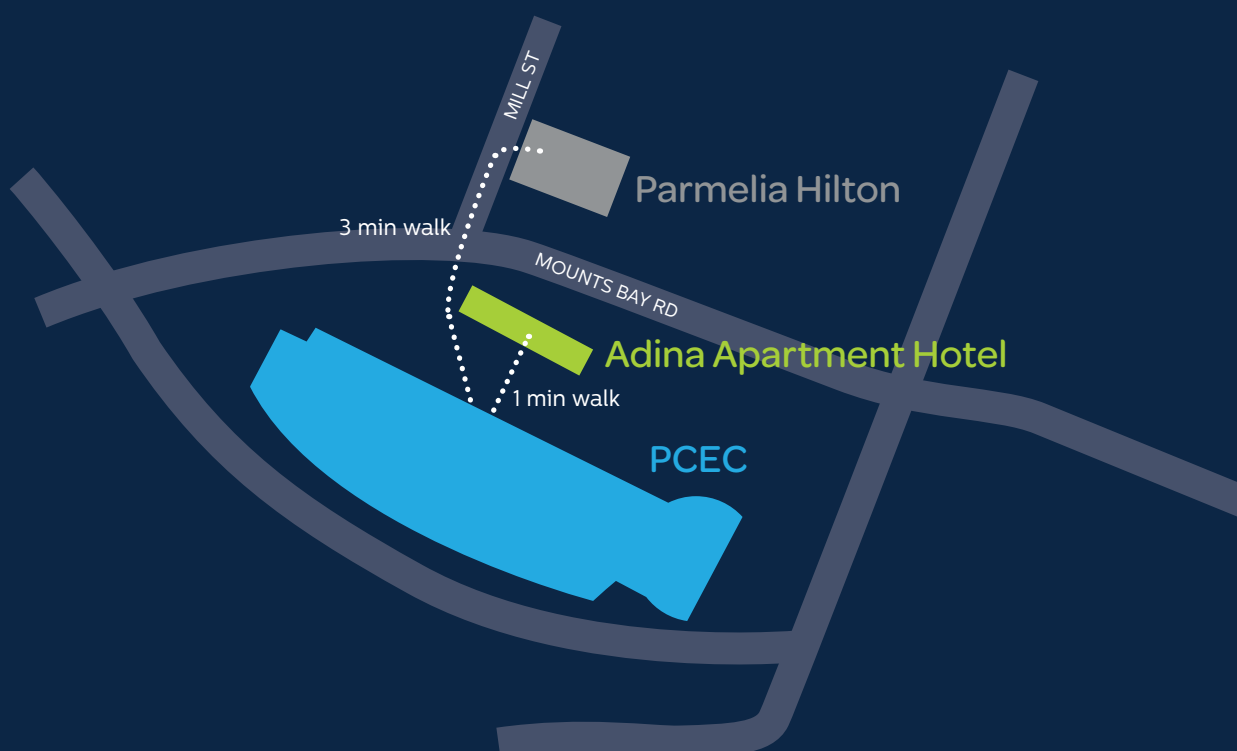 MILL ST
Parmelia Hilton
3 min walk
MOUNTS BAY RD
Adina Apartment Hotel
1 min walk
PCEC